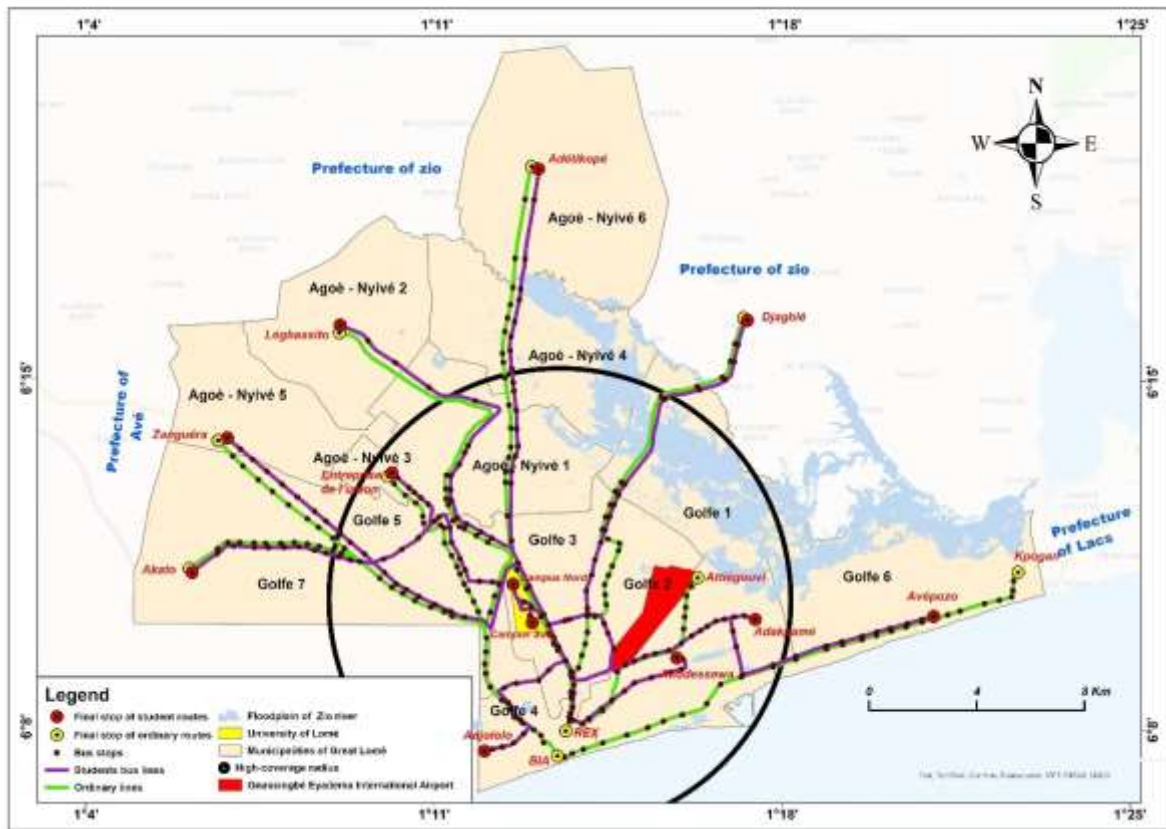 1°4' 1°11' 1°18' 1°25'
N
W E
S
Prefecture of zio
Adétikopé
Agoè - Nyivé 6
Prefecture of zio
Agoè - Nyivé 2
Légbassito
Djagblé
6°15' 6°15'
Agoè - Nyivé 4
Prefecture of
Avé
Agoè - Nyivé 5
Zanguéra
Agoè - Nyivé 3
Agoè - Nyivé 1
Entreprise
de l'union
Golfe 5
Golfe 1
Golfe 3
Prefecture
of Lacs
Kpogan
Akato
Golfe 7
Campus Nord
Golfe 2
Attiégouvi
Golfe 6
Avépozo
Campus Sud
Adakpamé
Legend
Final stop of student routes
Final stop of ordinary routes
Bus stops
Students bus lines
Ordinary lines
Floodplain of Zio river
University of Lomé
Municipalities of Great Lomé
High-coverage radius
Gnassingbé Eyadema International Airport
Golfe 4
REX
BIA
0 4 8 Km
6°8' 6°8'
1°4' 1°11' 1°18' 1°25'